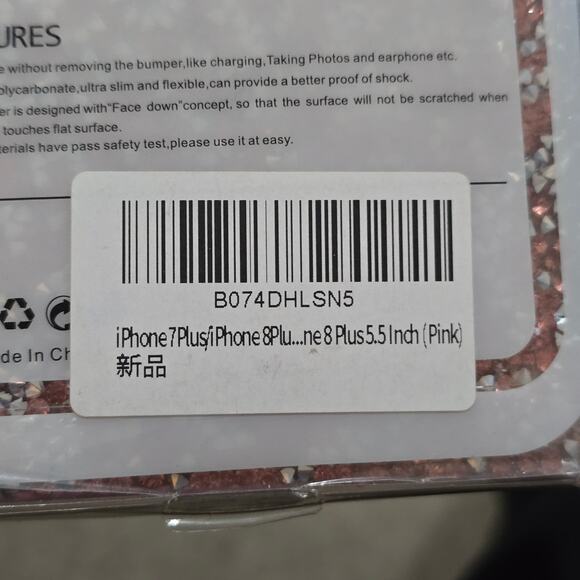 URES
e without removing the bumper,like charging,Taking Photos and earphone etc.
olycarbonate,ultra slim and flexible,can provide a better proof of shock.
er is designed with"Face down"concept, so that the surface will not be scratched when
touches flat surface.
terials have pass safety test,please use it at easy.
B074DHLSN5
iPhone 7 Plus/iPhone 8 Plu...ne 8 Plus 5.5 Inch (Pink)
新品
de In Ch